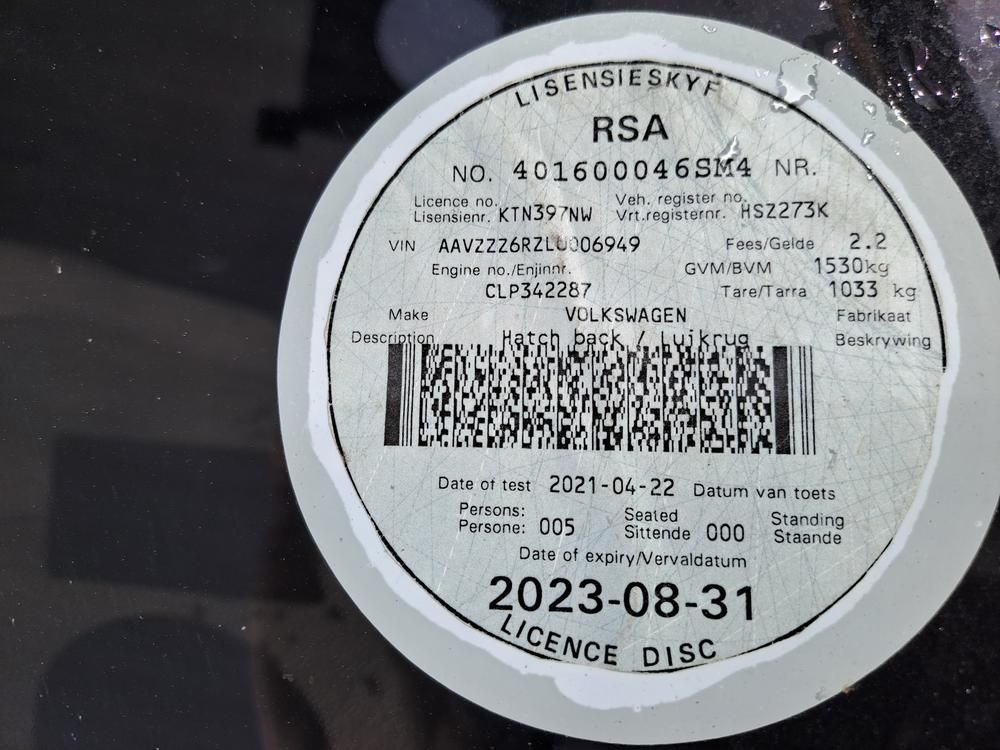 LISENSIESKYF
RSA
NO. 401600046SM4 NR.
Licence no. Veh. register no.
Lisensienr. KTN397NW Vrt.registernr. HSZ273K
VIN AAVZZZ6RZLU006949 Fees/Gelde 2.2
Engine no./Enjinnr. GVM/BVM 1530kg
CLP342287 Tare/Tarra 1033 kg
Make VOLKSWAGEN Fabrikaat
Description Hatch back / Luikrug Beskrywing
Date of test 2021-04-22 Datum van toets
Persons: Seated Standing
Persone: 005 Sittende 000 Staande
Date of expiry/Vervaldatum
2023-08-31
LICENCE DISC